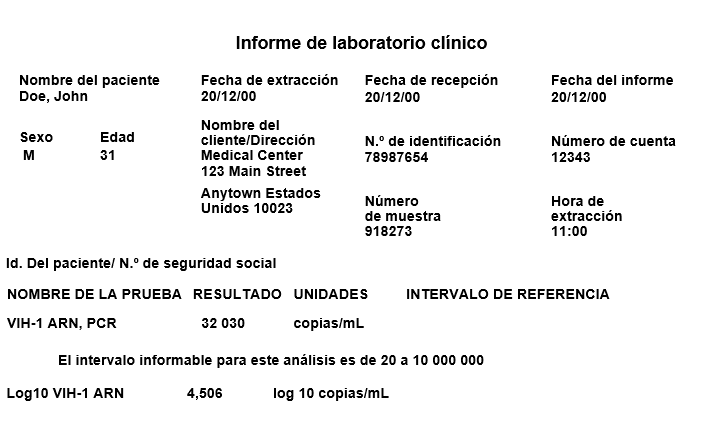 Informe de laboratorio clínico
Nombre del paciente Fecha de extracción Fecha de recepción Fecha del informe
Doe, John 20/12/00 20/12/00 20/12/00
Sexo Edad
M 31
Nombre del
cliente/Dirección
Medical Center
123 Main Street
Anytown Estados
Unidos 10023
N.º de identificación
78987654
Número
de muestra
918273
Número de cuenta
12343
Hora de
extracción
11:00
Id. Del paciente/ N.º de seguridad social
NOMBRE DE LA PRUEBA RESULTADO UNIDADES INTERVALO DE REFERENCIA
VIH-1 ARN, PCR 32 030 copias/mL
El intervalo informable para este análisis es de 20 a 10 000 000
Log10 VIH-1 ARN 4,506 log 10 copias/mL